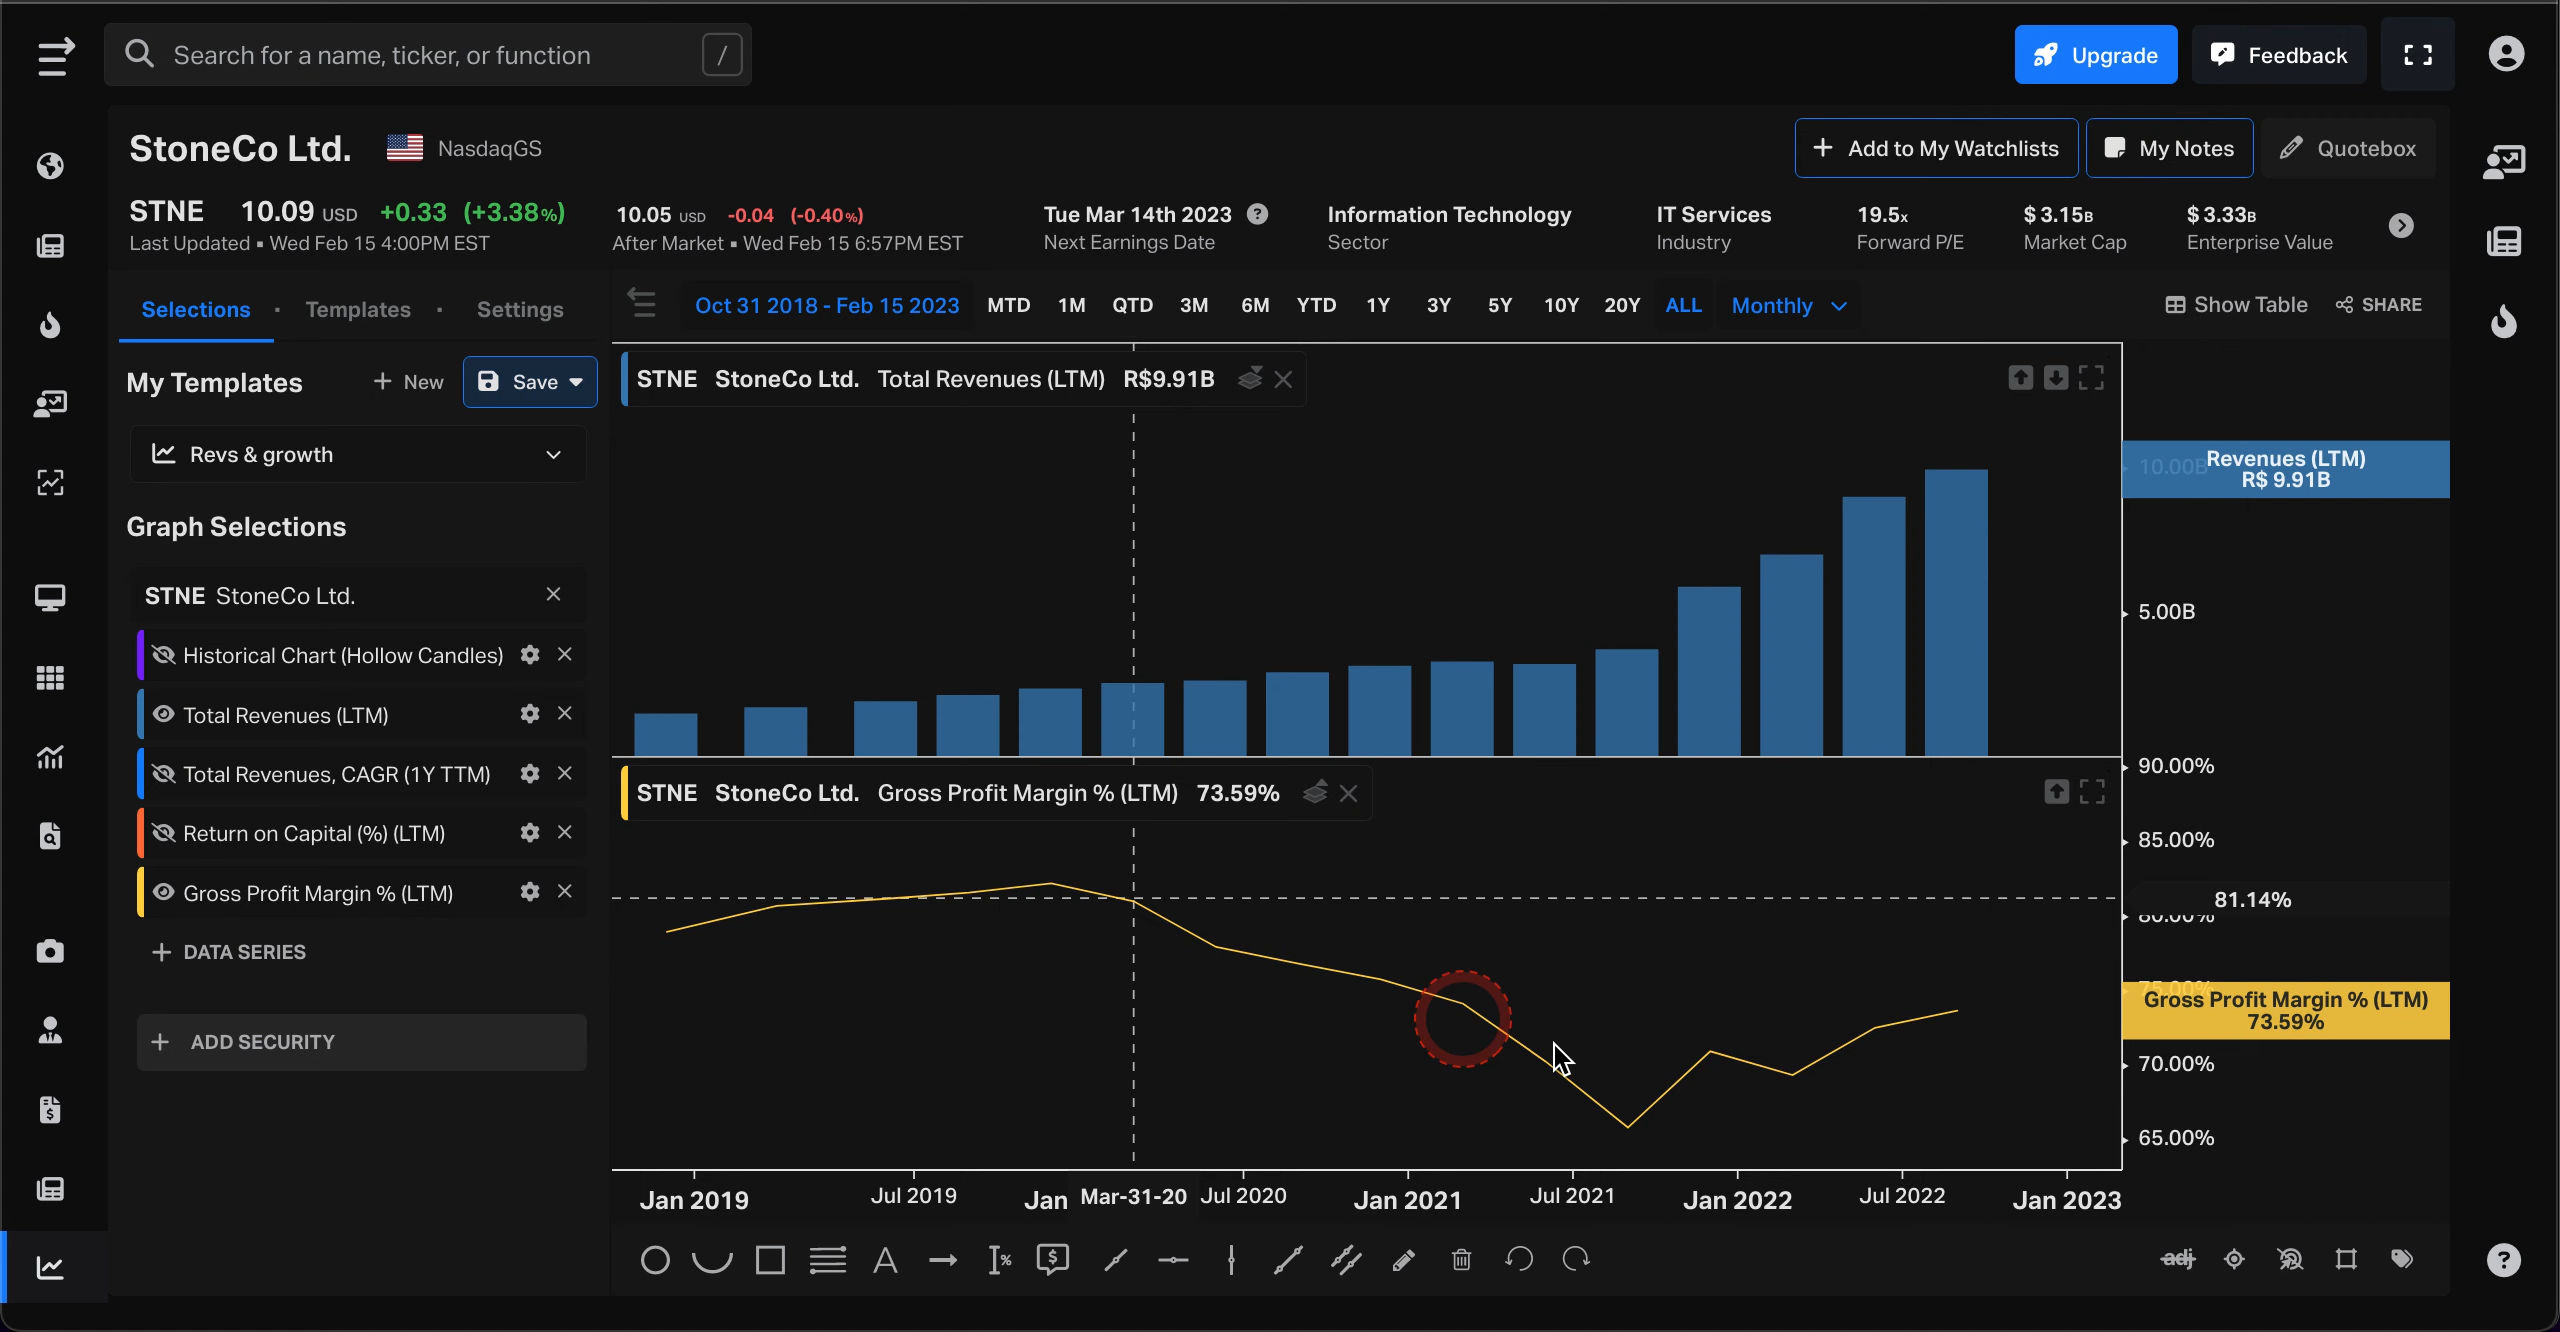 Search for a name, ticker, or function /
Upgrade
Feedback
StoneCo Ltd. NasdaqGS
+ Add to My Watchlists
My Notes
Quotebox
STNE 10.09 USD +0.33 (+3.38%)
Last Updated ▪ Wed Feb 15 4:00PM EST
10.05 USD -0.04 (-0.40%)
After Market ▪ Wed Feb 15 6:57PM EST
Tue Mar 14th 2023 ?
Next Earnings Date
Information Technology
Sector
IT Services
Industry
19.5x
Forward P/E
$ 3.15B
Market Cap
$ 3.33B
Enterprise Value
Selections · Templates · Settings
Oct 31 2018 - Feb 15 2023 MTD 1M QTD 3M 6M YTD 1Y 3Y 5Y 10Y 20Y ALL Monthly
Show Table SHARE
My Templates + New Save
Revs & growth
Graph Selections
STNE StoneCo Ltd.
Historical Chart (Hollow Candles)
Total Revenues (LTM)
Total Revenues, CAGR (1Y TTM)
Return on Capital (%) (LTM)
Gross Profit Margin % (LTM)
+ DATA SERIES
+ ADD SECURITY
STNE StoneCo Ltd. Total Revenues (LTM) R$9.91B
10.00B Revenues (LTM)
R$ 9.91B
5.00B
STNE StoneCo Ltd. Gross Profit Margin % (LTM) 73.59%
90.00%
85.00%
81.14%
80.00%
75.00%
Gross Profit Margin % (LTM)
73.59%
70.00%
65.00%
Jan 2019 Jul 2019 Jan Mar-31-20 Jul 2020 Jan 2021 Jul 2021 Jan 2022 Jul 2022 Jan 2023
A % $ adj ?